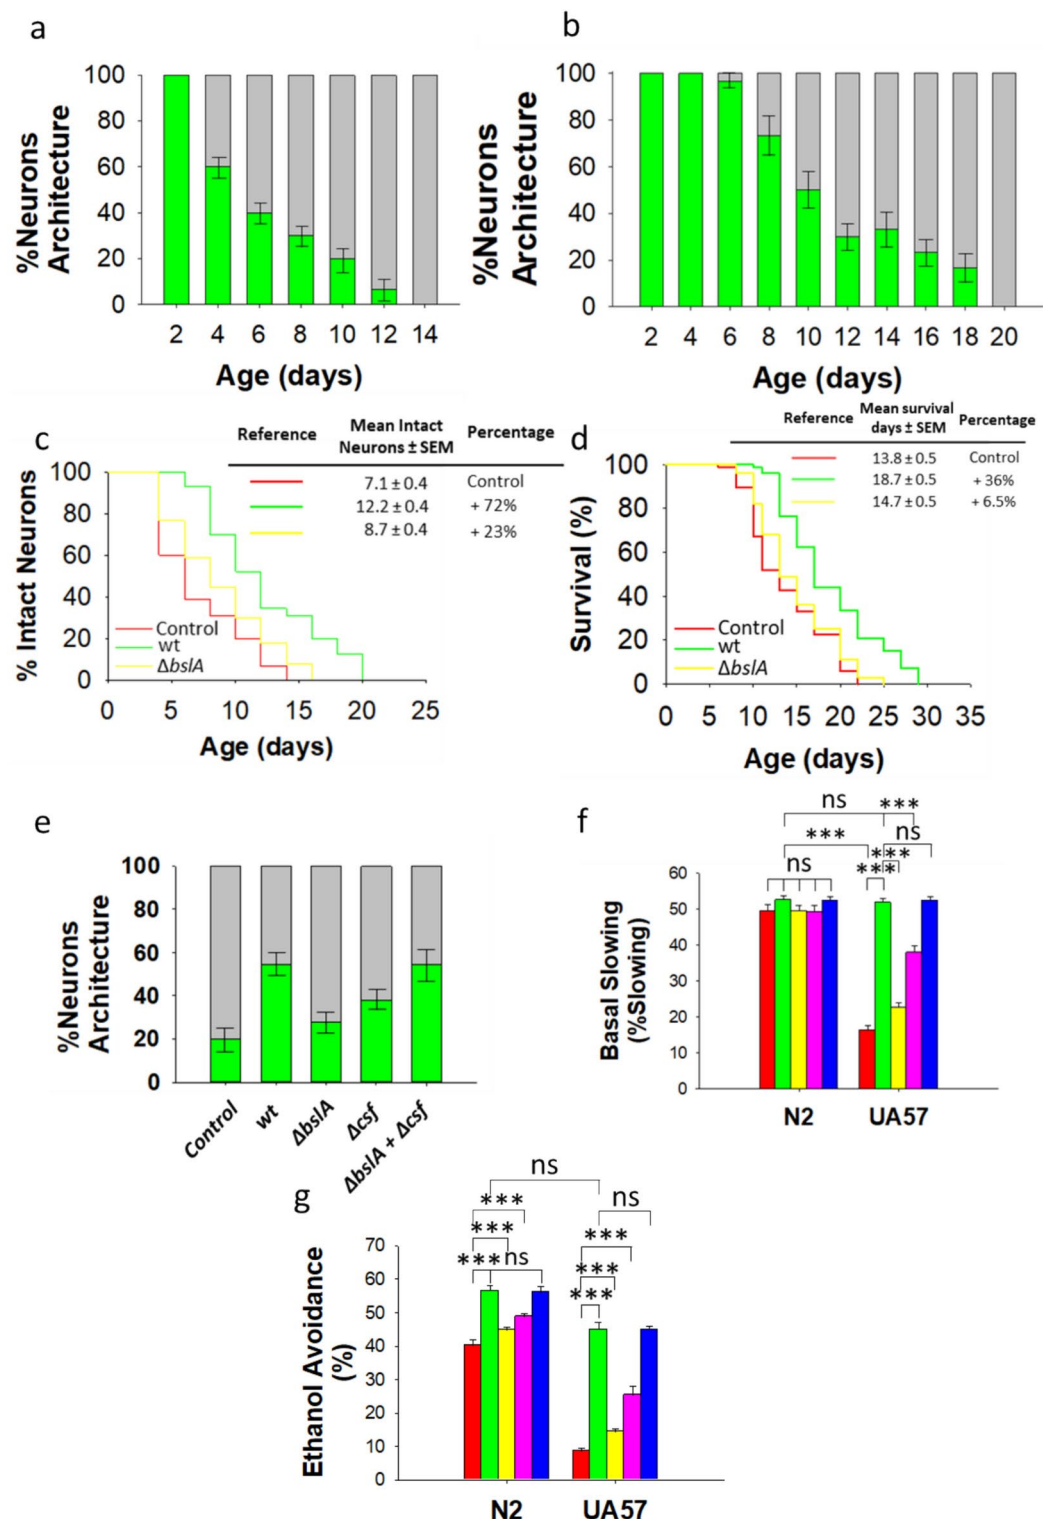 a
%Neurons
Architecture
100
80
60
40
20
0
2 4 6 8 10 12 14
Age (days)
b
%Neurons
Architecture
100
80
60
40
20
0
2 4 6 8 10 12 14 16 18 20
Age (days)
c
Reference Mean Intact Neurons ± SEM Percentage
7.1 ± 0.4 Control
12.2 ± 0.4 + 72%
8.7 ± 0.4 + 23%
% Intact Neurons
100
80
60
40
20
0
Control
wt
ΔbslA
0 5 10 15 20 25
Age (days)
d
Reference Mean survival days ± SEM Percentage
13.8 ± 0.5 Control
18.7 ± 0.5 + 36%
14.7 ± 0.5 + 6.5%
Survival (%)
100
80
60
40
20
0
Control
wt
ΔbslA
0 5 10 15 20 25 30 35
Age (days)
e
%Neurons
Architecture
100
80
60
40
20
0
Control wt ΔbslA Δcsf ΔbslA + Δcsf
f
ns ***
*** ns
ns ***
***
Basal Slowing
(%Slowing)
60
50
40
30
20
10
0
N2 UA57
g
ns
*** ns
*** ***
***ns ***
***
Ethanol Avoidance
(%)
70
60
50
40
30
20
10
0
N2 UA57